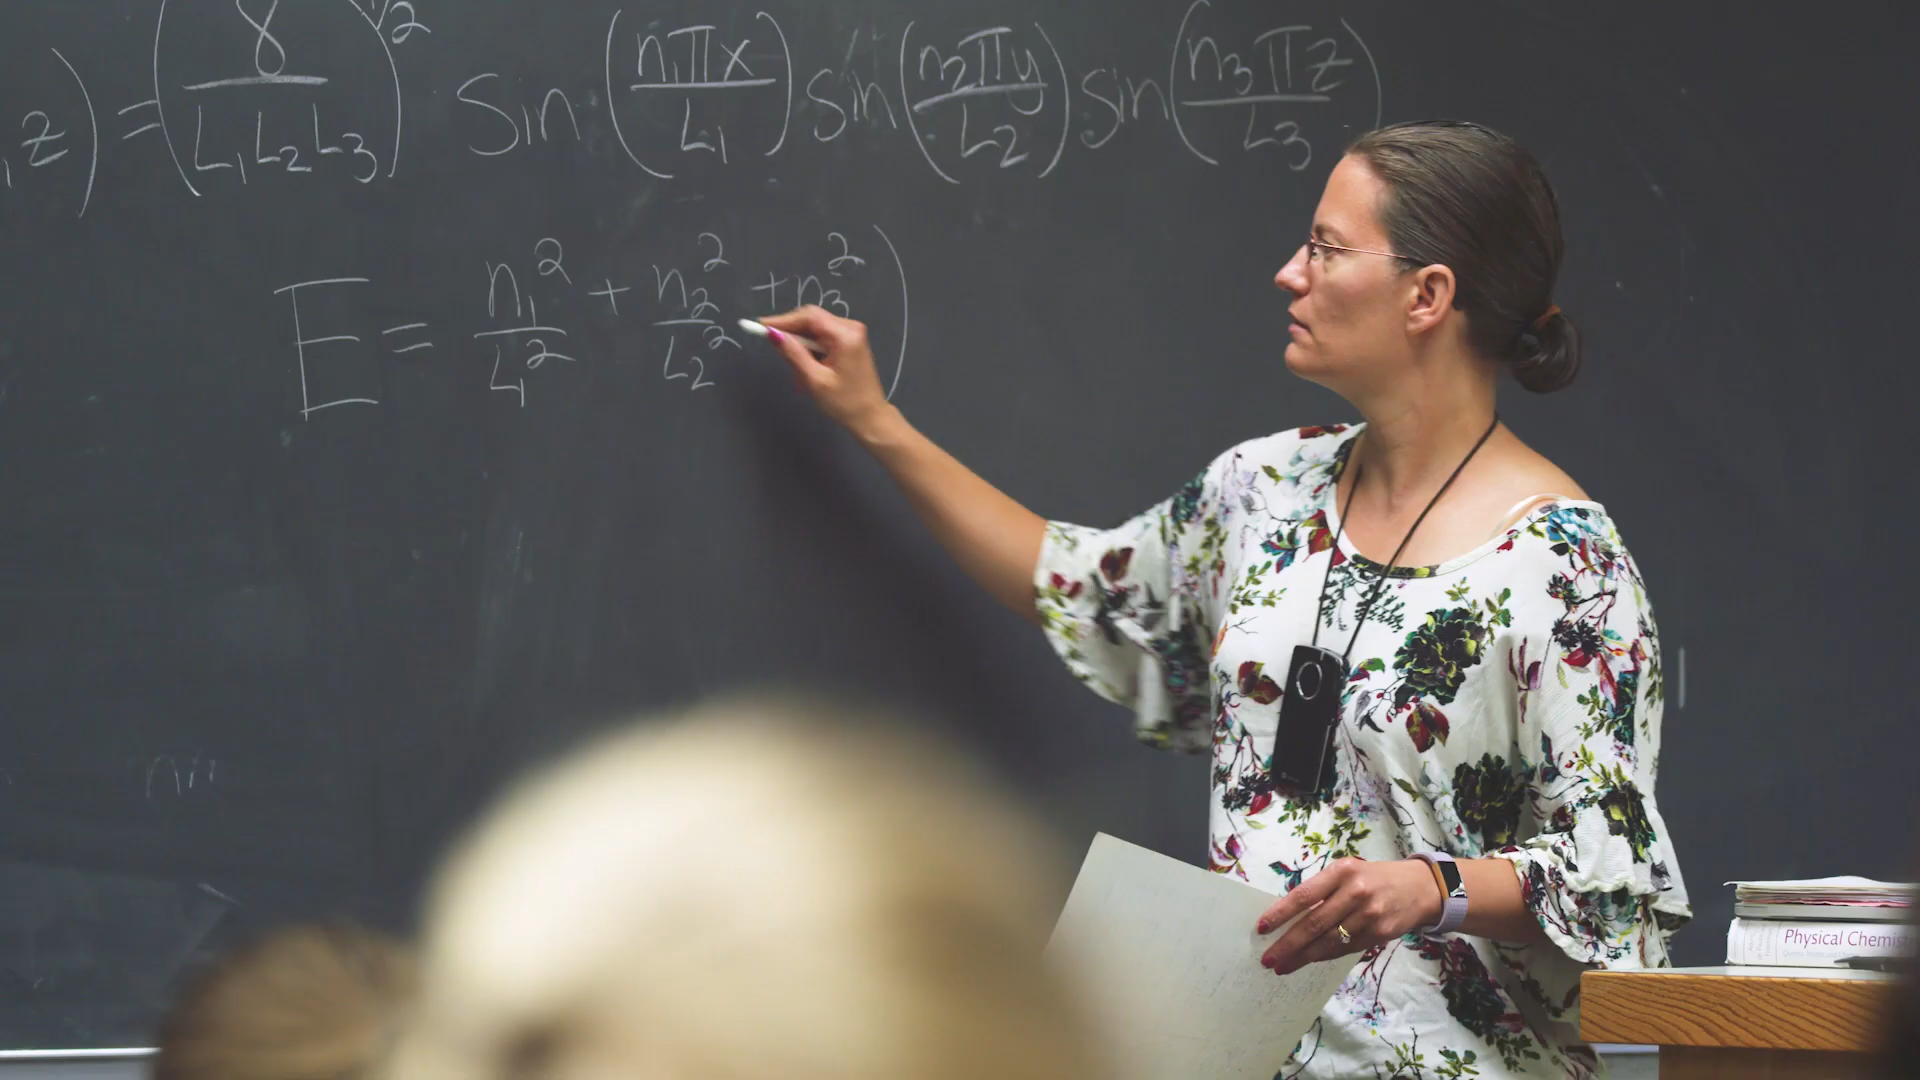 ,z) = (8/L₁L₂L₃)^(1/2) Sin (n₁πx/L₁) Sin (n₂πy/L₂) Sin (n₃πz/L₃)
E = n₁²/L₁² + n₂²/L₂² + n₃² )
Physical Chemis